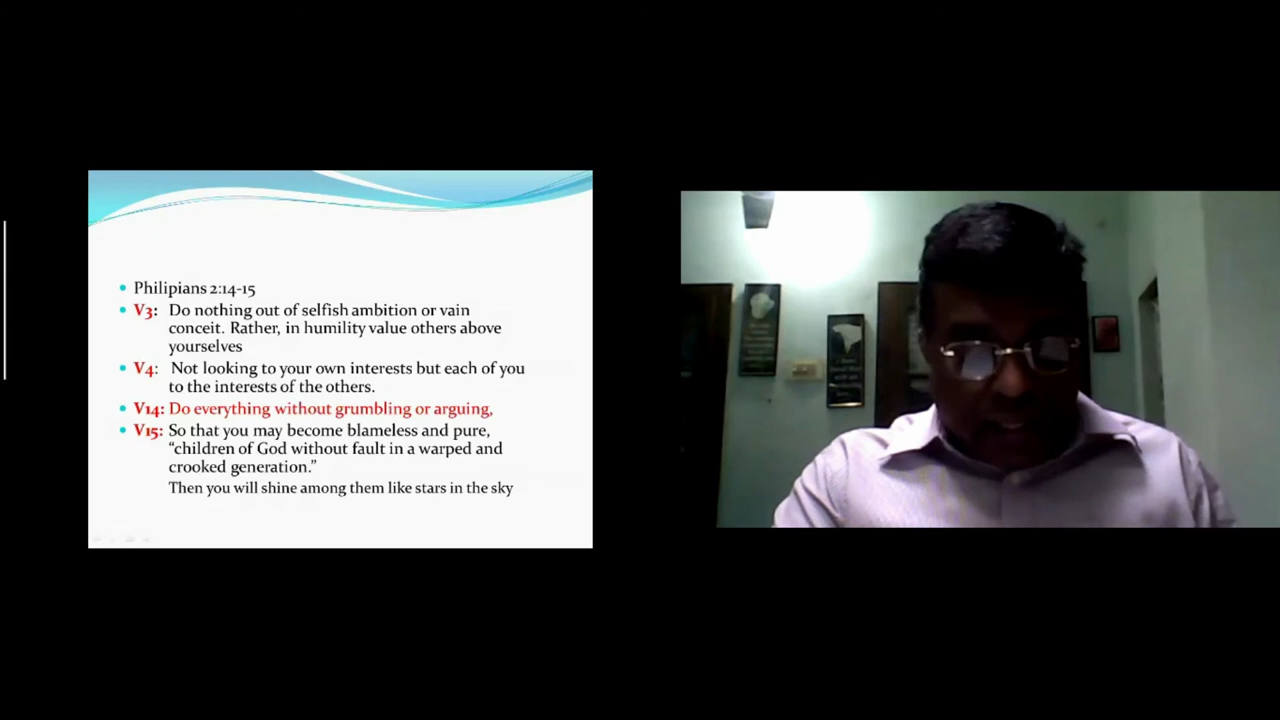 Philipians 2:14-15
V3: Do nothing out of selfish ambition or vain
conceit. Rather, in humility value others above
yourselves
V4: Not looking to your own interests but each of you
to the interests of the others.
V14: Do everything without grumbling or arguing,
V15: So that you may become blameless and pure,
“children of God without fault in a warped and
crooked generation.”
Then you will shine among them like stars in the sky